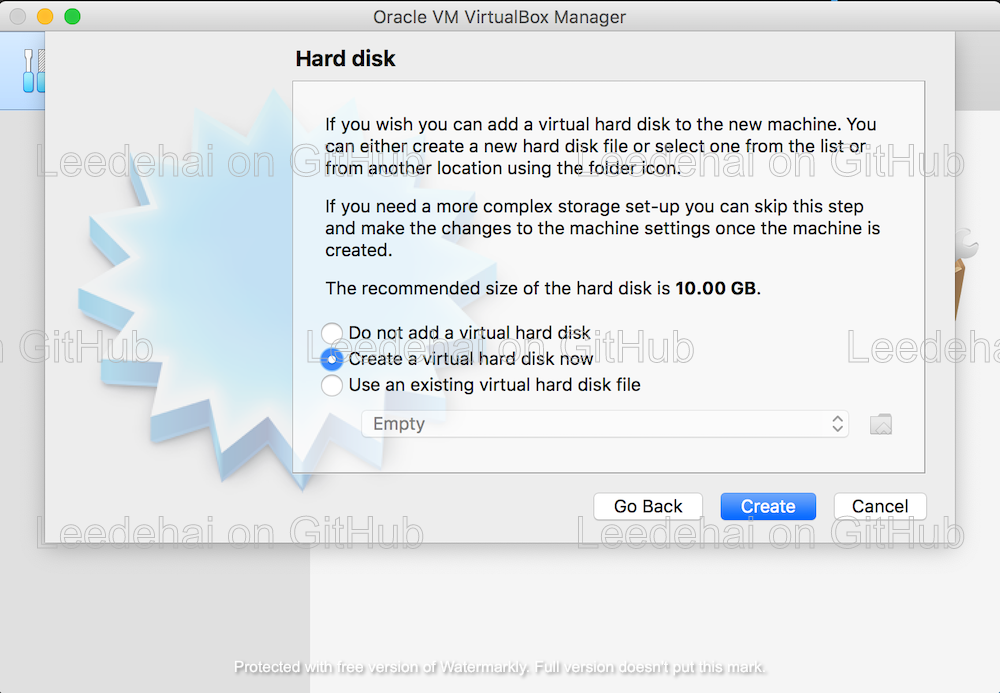 Oracle VM VirtualBox Manager
Hard disk
If you wish you can add a virtual hard disk to the new machine. You
can either create a new hard disk file or select one from the list or
Leedehai on GitHub
Leedehai on GitHub
from another location using the folder icon.
If you need a more complex storage set-up you can skip this step
and make the changes to the machine settings once the machine is
created.
The recommended size of the hard disk is 10.00 GB.
Do not add a virtual hard disk
n GitHub
Leedehai on GitHub
Leedeha
Create a virtual hard disk now
Use an existing virtual hard disk file
Empty
Go Back
Create
Cancel
Leedehai on GitHub
Leedehai on GitHub
Protected with free version of Watermarkly. Full version doesn't put this mark.